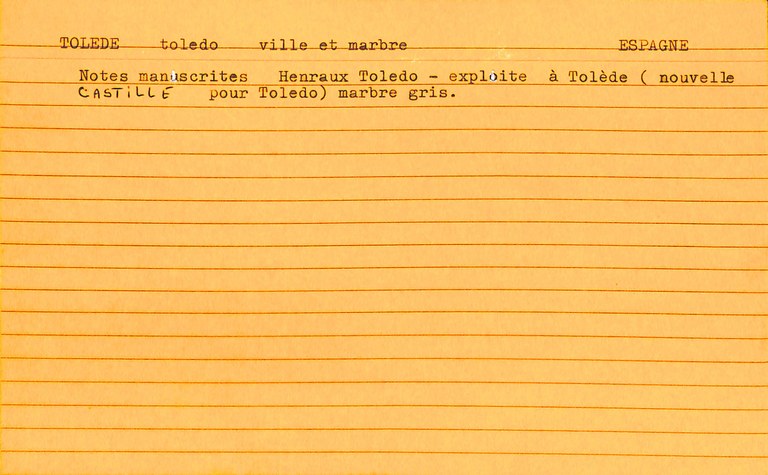 TOLEDE toledo ville et marbre ESPAGNE
Notes manuscrites Henraux Toledo - exploite à Tolède ( nouvelle
CASTiLLE pour Toledo) marbre gris.